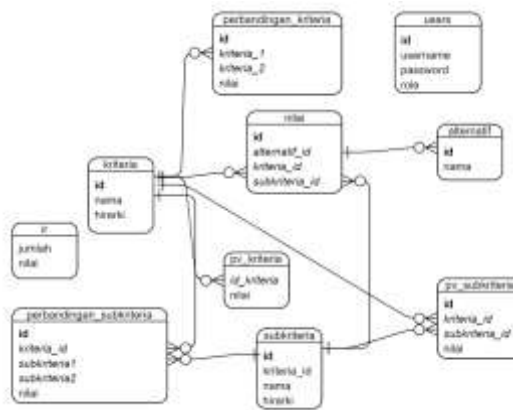 perbandingan_kriteria
id
kriteria_1
kriteria_2
nilai
users
id
username
password
role
nilai
id
alternatif_id
kriteria_id
subkriteria_id
alternatif
id
nama
kriteria
id
nama
hirarki
ir
jumlah
nilai
pv_kriteria
id_kriteria
nilai
pv_subkriteria
id
kriteria_id
subkriteria_id
nilai
perbandingan_subkriteria
id
kriteria_id
subkriteria1
subkriteria2
nilai
subkriteria
id
kriteria_id
nama
hirarki